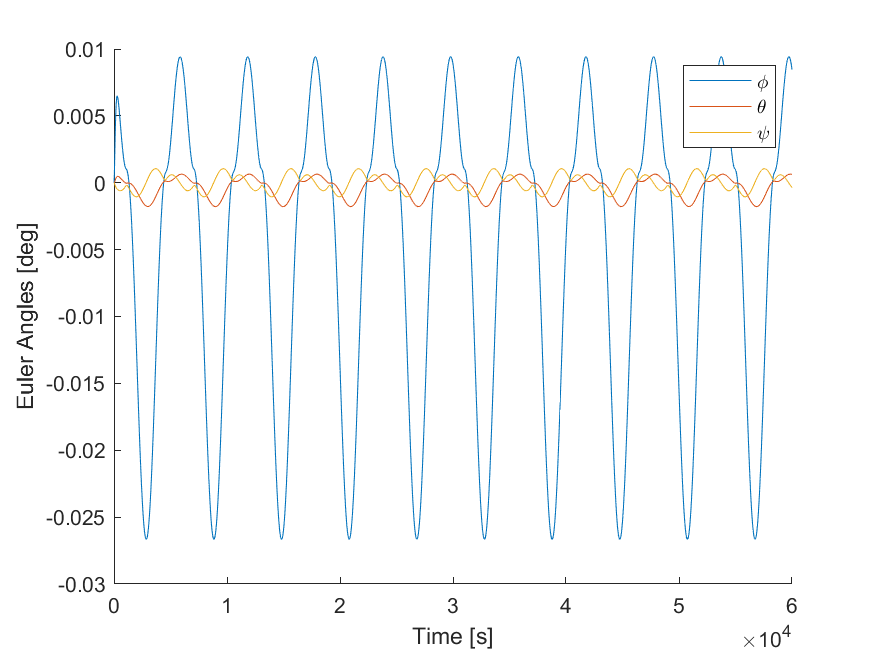 0.01
0.005
0
-0.005
-0.01
-0.015
-0.02
-0.025
-0.03
Euler Angles [deg]
0 1 2 3 4 5 6
Time [s]
×10^4
ϕ
θ
ψ